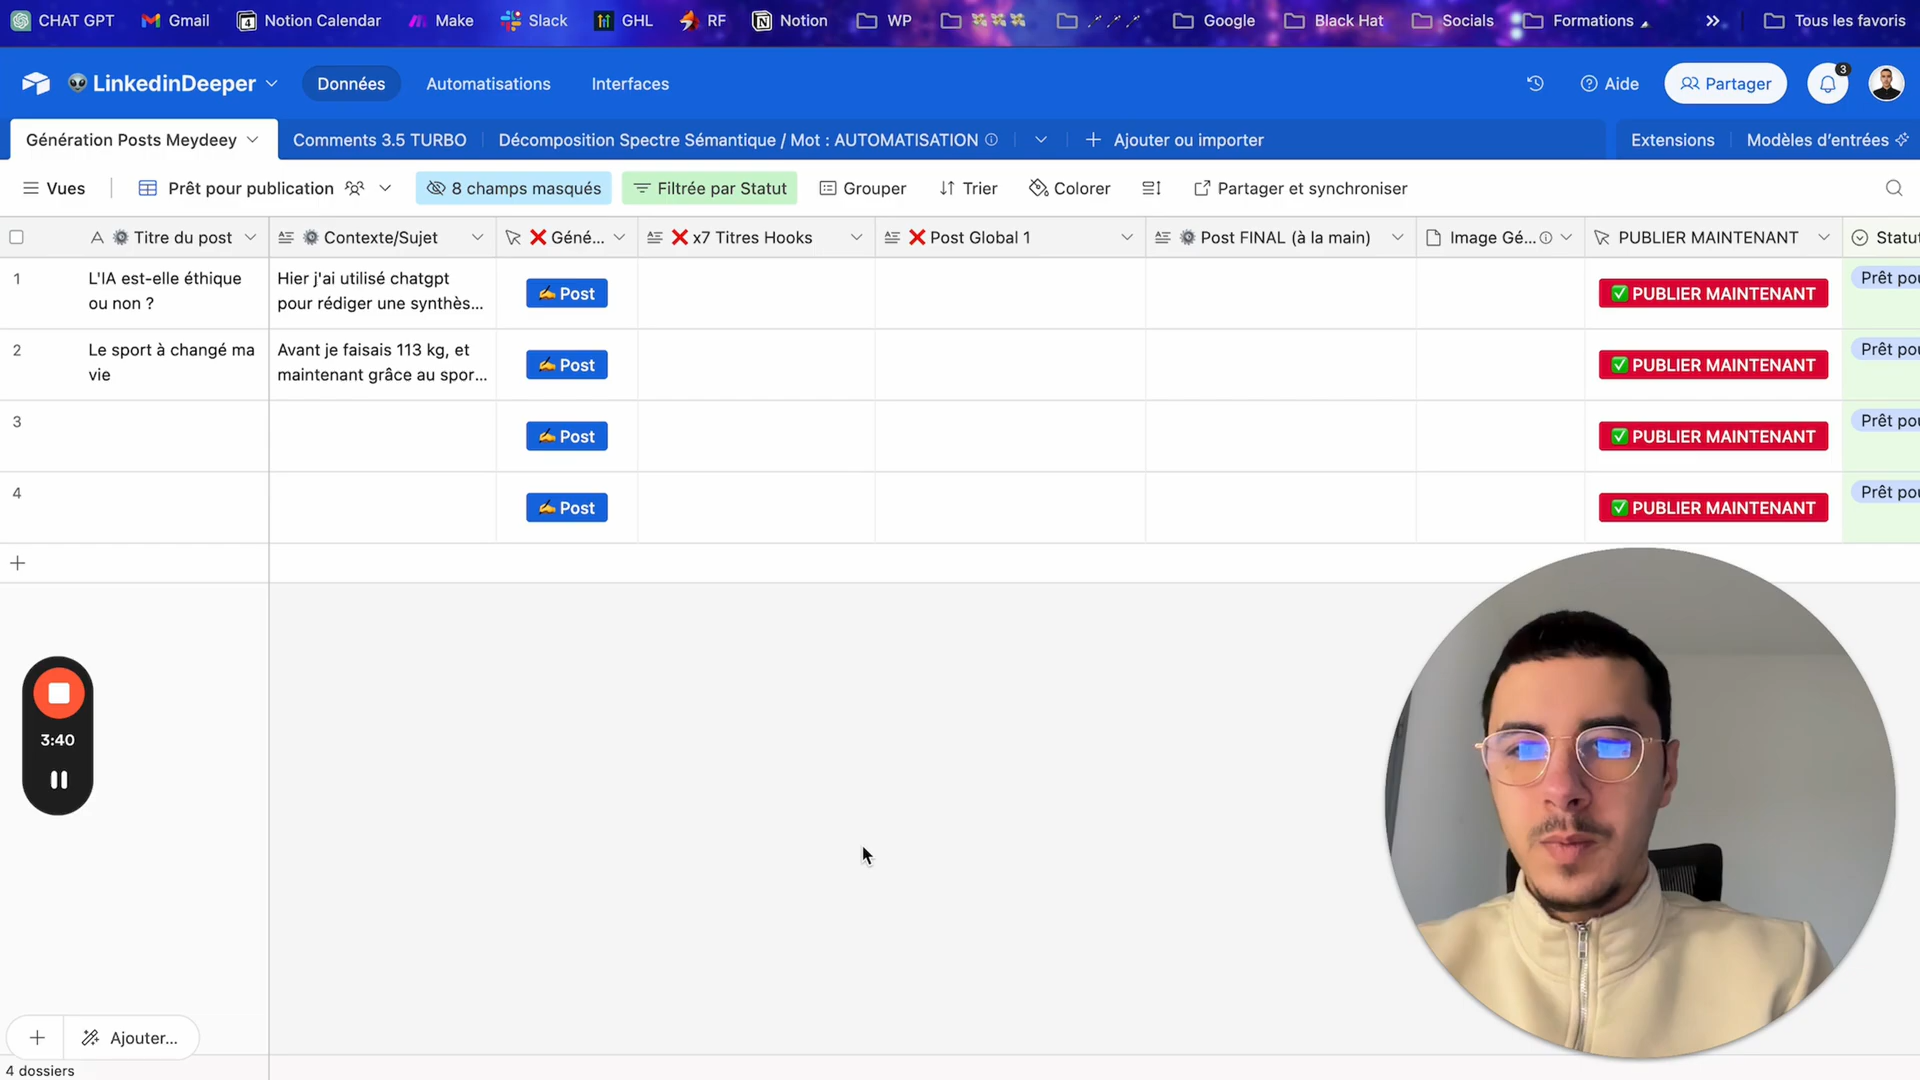 CHAT GPT Gmail Notion Calendar Make Slack GHL RF Notion WP Google Black Hat Socials Formations Tous les favoris
LinkedinDeeper Données Automatisations Interfaces Aide Partager 3
Génération Posts Meydeey Comments 3.5 TURBO Décomposition Spectre Sémantique / Mot : AUTOMATISATION Ajouter ou importer Extensions Modèles d'entrées
Vues Prêt pour publication 8 champs masqués Filtrée par Statut Grouper Trier Colorer Partager et synchroniser
Titre du post Contexte/Sujet ❌ Géné... ❌ x7 Titres Hooks ❌ Post Global 1 Post FINAL (à la main) Image Gé... PUBLIER MAINTENANT Statut
1 L'IA est-elle éthique
ou non ?
Hier j'ai utilisé chatgpt
pour rédiger une synthès...
✍️ Post
✅ PUBLIER MAINTENANT
Prêt pou
2 Le sport à changé ma
vie
Avant je faisais 113 kg, et
maintenant grâce au spor...
✍️ Post
✅ PUBLIER MAINTENANT
Prêt pou
3 ✍️ Post ✅ PUBLIER MAINTENANT Prêt pou
4 ✍️ Post ✅ PUBLIER MAINTENANT Prêt pou
3:40
Ajouter...
4 dossiers